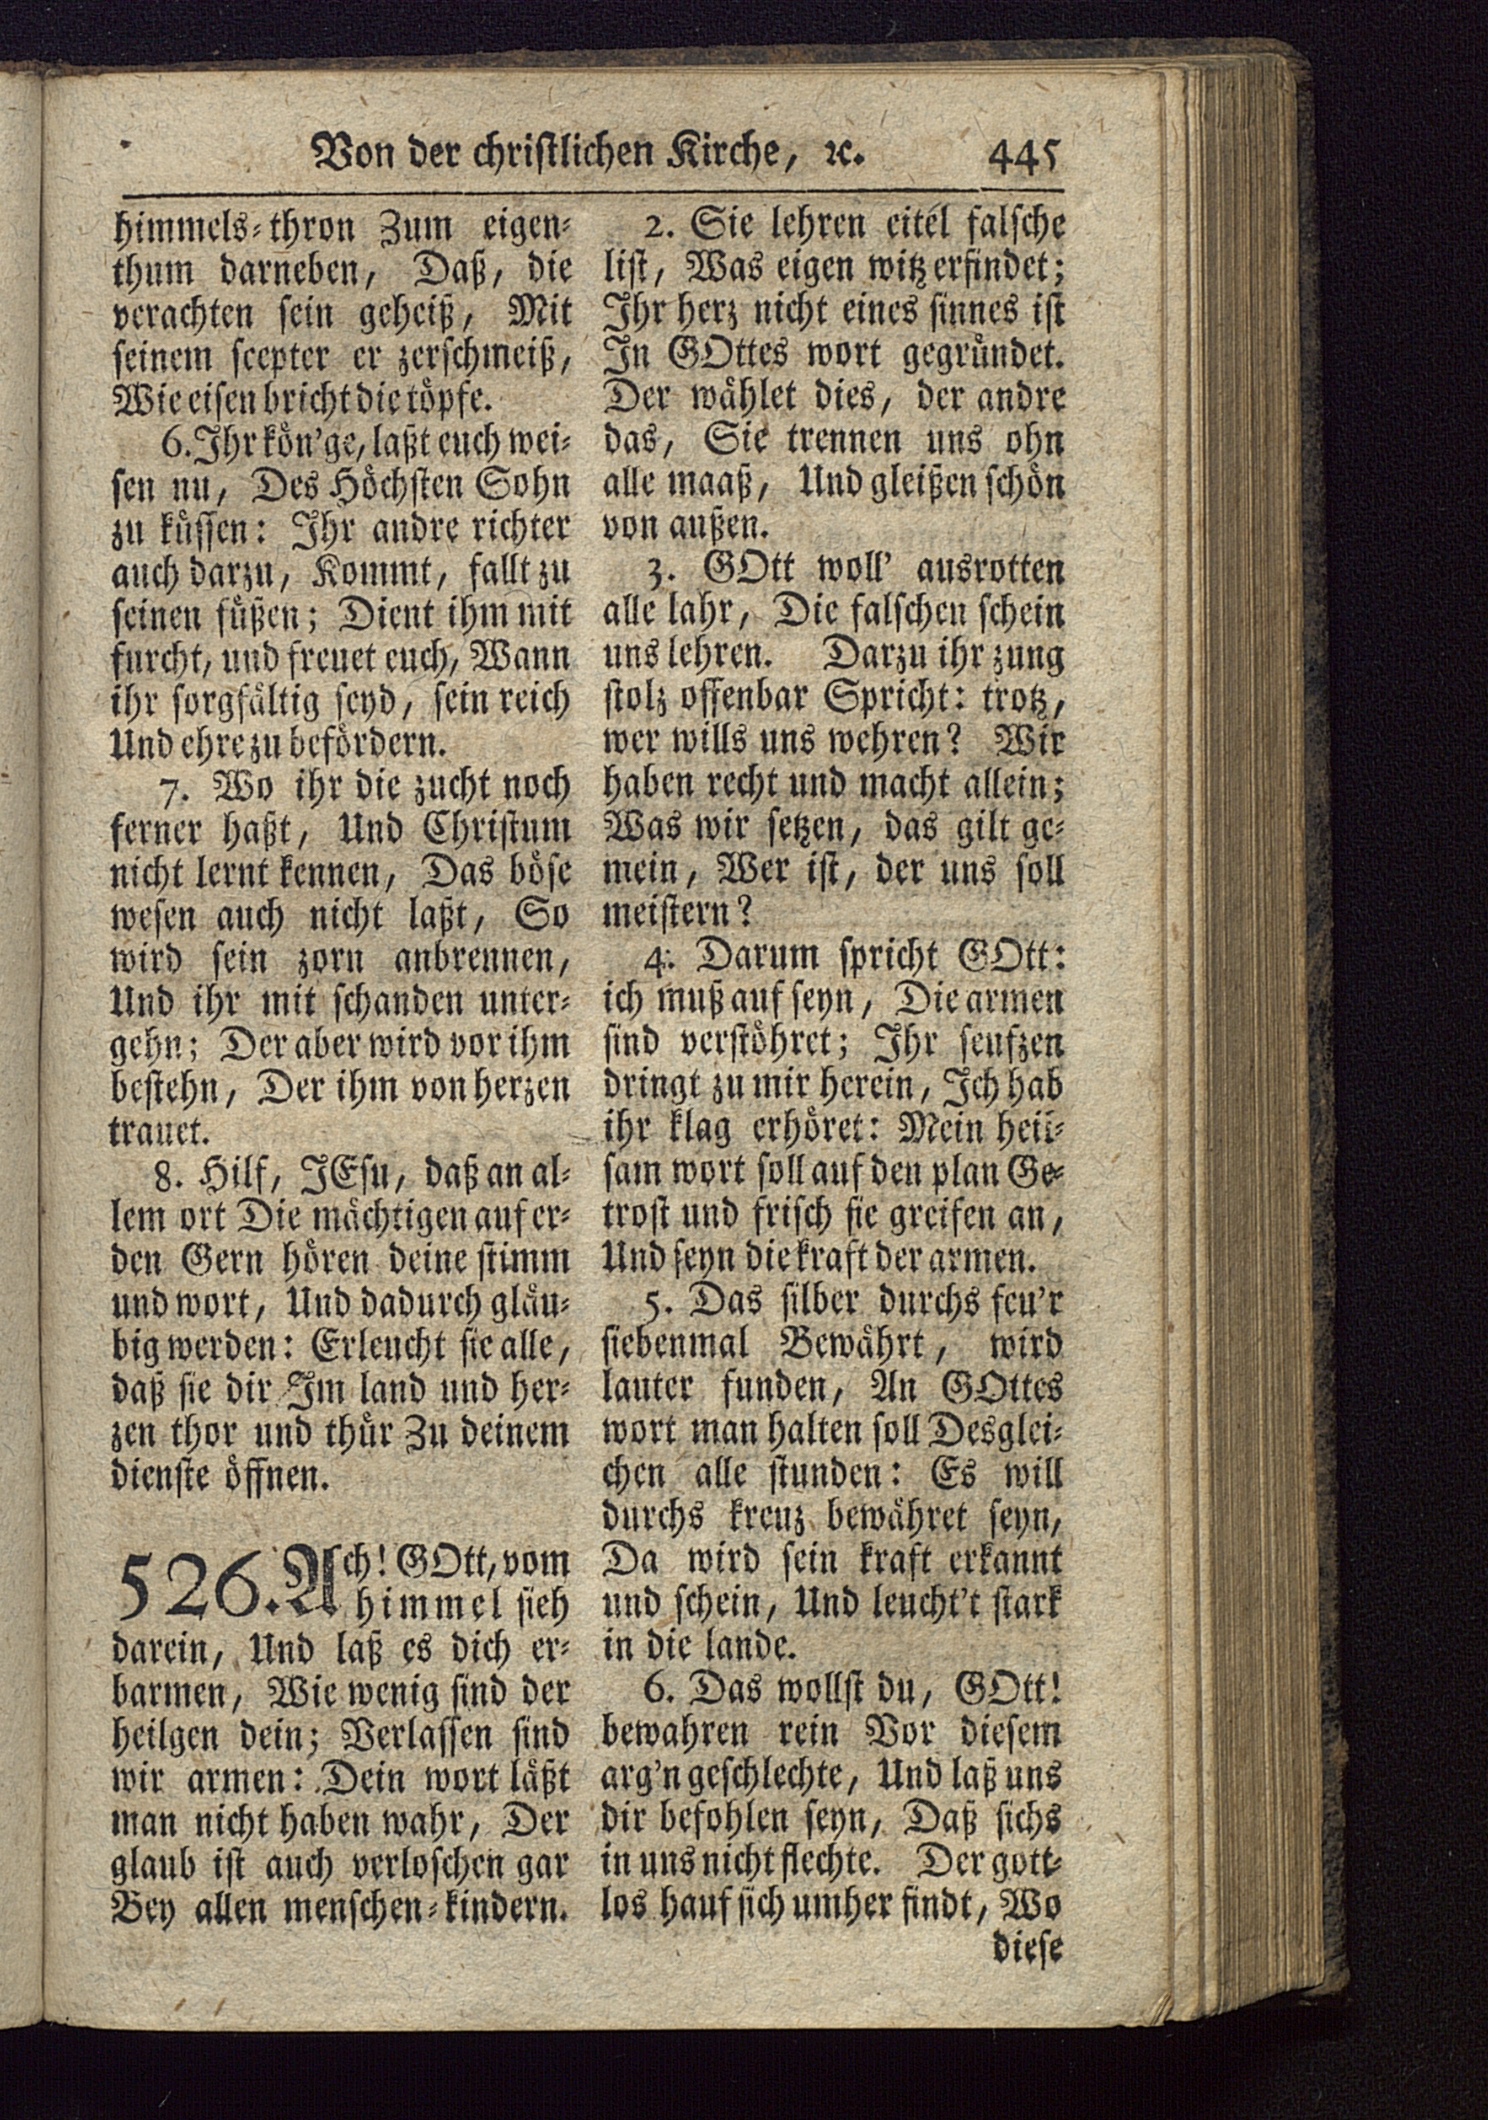 Von der christlichen Kirche, ꝛc. 445
himmels-thron Zum eigen-
thum darneben, Daß, die
verachten sein geheiß, Mit
seinem scepter er zerschmeiß,
Wie eisen bricht die töpfe.
6. Ihr kön'ge, laßt euch wei-
sen nu, Des Höchsten Sohn
zu küssen: Ihr andre richter
auch darzu, Kommt, fallt zu
seinen füßen; Dient ihm mit
furcht, und freuet euch, Wann
ihr sorgfältig seyd, sein reich
Und ehre zu befördern.
7. Wo ihr die zucht noch
ferner haßt, Und Christum
nicht lernt kennen, Das böse
wesen auch nicht laßt, So
wird sein zorn anbrennen,
Und ihr mit schanden unter-
gehn; Der aber wird vor ihm
bestehn, Der ihm von herzen
trauet.
8. Hilf, JEsu, daß an al-
lem ort Die mächtigen auf er-
den Gern hören deine stimm
und wort, Und dadurch gläu-
big werden: Erleucht sie alle,
daß sie dir Im land und her-
zen thor und thür Zu deinem
dienste öffnen.
526. Ach! GOtt, vom
himmel sieh
darein, Und laß es dich er-
barmen, Wie wenig sind der
heilgen dein; Verlassen sind
wir armen: Dein wort läßt
man nicht haben wahr, Der
glaub ist auch verloschen gar
Bey allen menschen-kindern.
2. Sie lehren eitel falsche
list, Was eigen witz erfindet;
Ihr herz nicht eines sinnes ist
In GOttes wort gegründet.
Der wählet dies, der andre
das, Sie trennen uns ohn
alle maaß, Und gleißen schön
von außen.
3. GOtt woll' ausrotten
alle lahr, Die falschen schein
uns lehren. Darzu ihr zung
stolz offenbar Spricht: trotz,
wer wills uns wehren? Wir
haben recht und macht allein;
Was wir setzen, das gilt ge-
mein, Wer ist, der uns soll
meistern?
4. Darum spricht GOtt:
ich muß auf seyn, Die armen
sind verstöhret; Ihr seufzen
dringt zu mir herein, Ich hab
ihr klag erhöret: Mein heil-
sam wort soll auf den plan Ge-
trost und frisch sie greifen an,
Und seyn die kraft der armen.
5. Das silber durchs feu'r
siebenmal Bewährt, wird
lauter funden, An GOttes
wort man halten soll Desglei-
chen alle stunden: Es will
durchs kreuz bewähret seyn,
Da wird sein kraft erkannt
und schein, Und leucht't stark
in die lande.
6. Das wollst du, GOtt!
bewahren rein Vor diesem
arg'n geschlechte, Und laß uns
dir befohlen seyn, Daß sichs
in uns nicht flechte. Der gott-
los hauf sich umher findt, Wo
diese